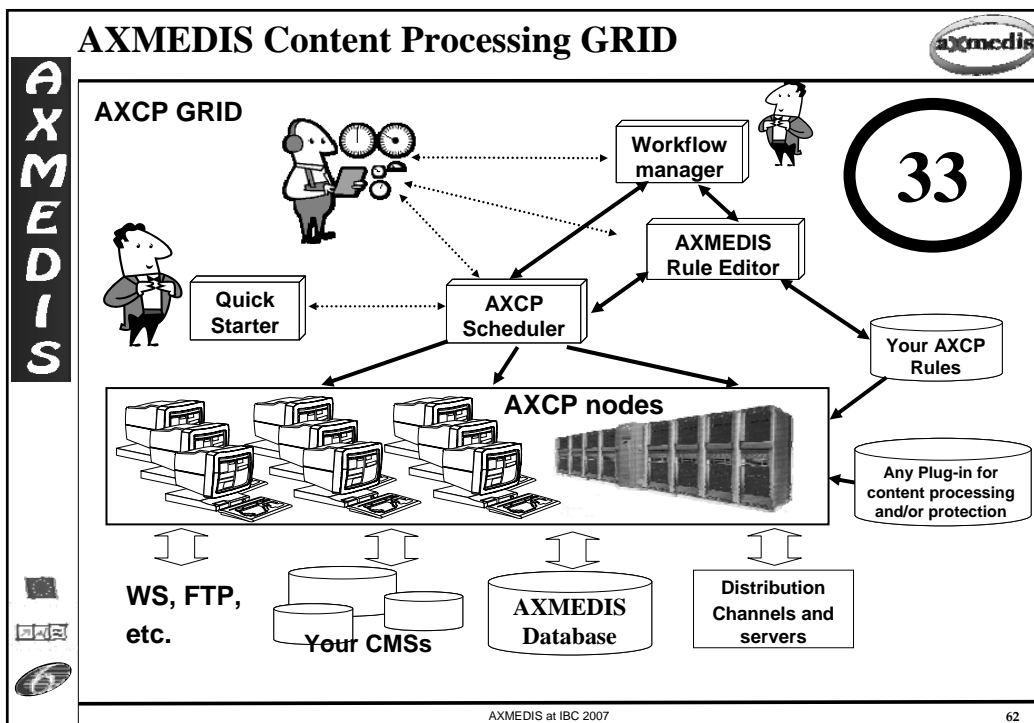 AXMEDIS Content Processing GRID
axmedis
AXMEDIS
AXCP GRID
Workflow
manager
33
AXMEDIS
Rule Editor
Quick
Starter
AXCP
Scheduler
Your AXCP
Rules
AXCP nodes
Any Plug-in for
content processing
and/or protection
WS, FTP,
etc.
Your CMSs
AXMEDIS
Database
Distribution
Channels and
servers
6
AXMEDIS at IBC 2007
62